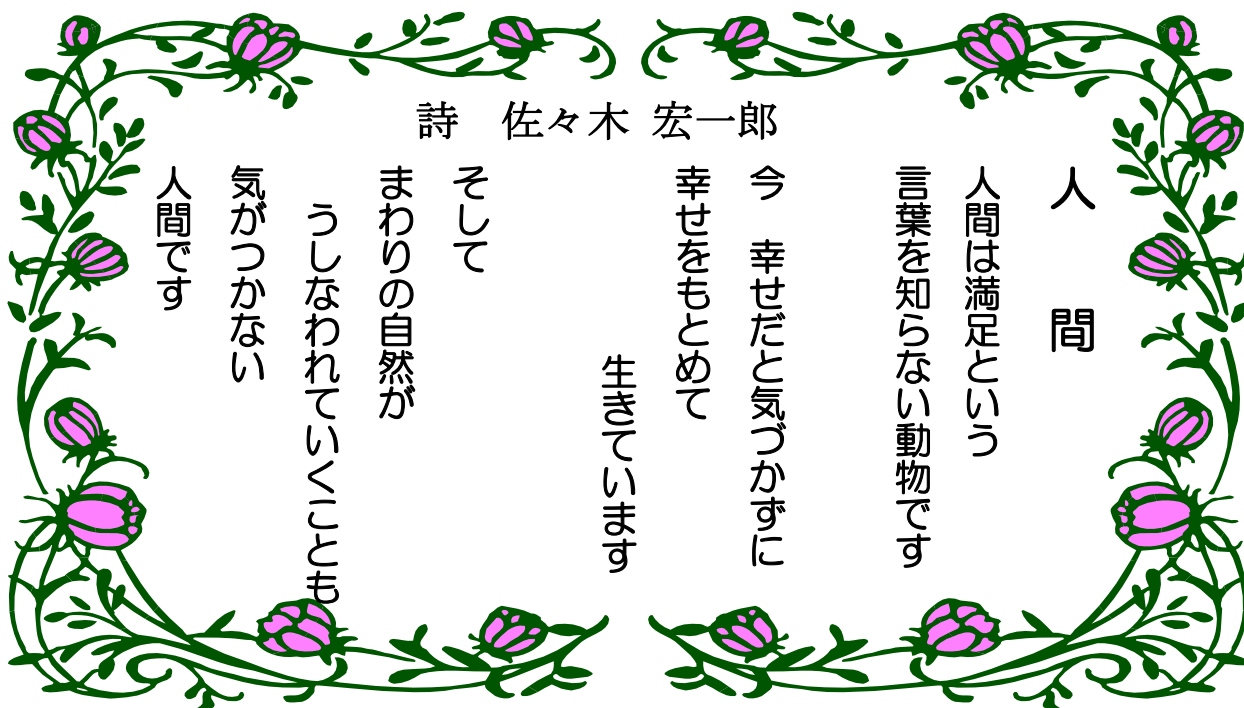 詩　佐々木 宏一郎
人　間
人間は満足という
言葉を知らない動物です
今　幸せだと気づかずに
幸せをもとめて
生きています
そして
まわりの自然が
うしなわれていくことも
気がつかない
人間です